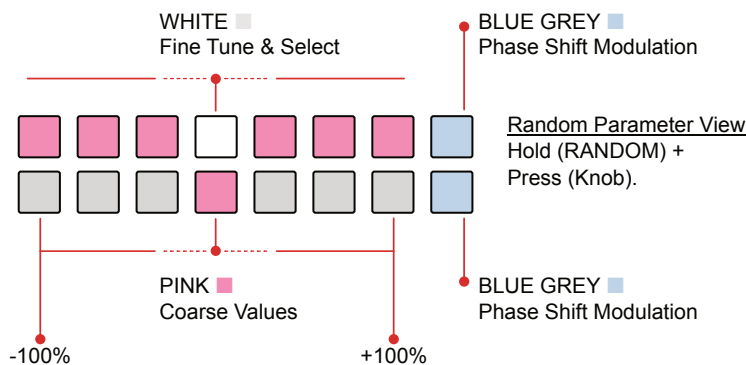 WHITE
Fine Tune & Select
BLUE GREY
Phase Shift Modulation
Random Parameter View
Hold (RANDOM) +
Press (Knob).
PINK
Coarse Values
BLUE GREY
Phase Shift Modulation
-100%
+100%